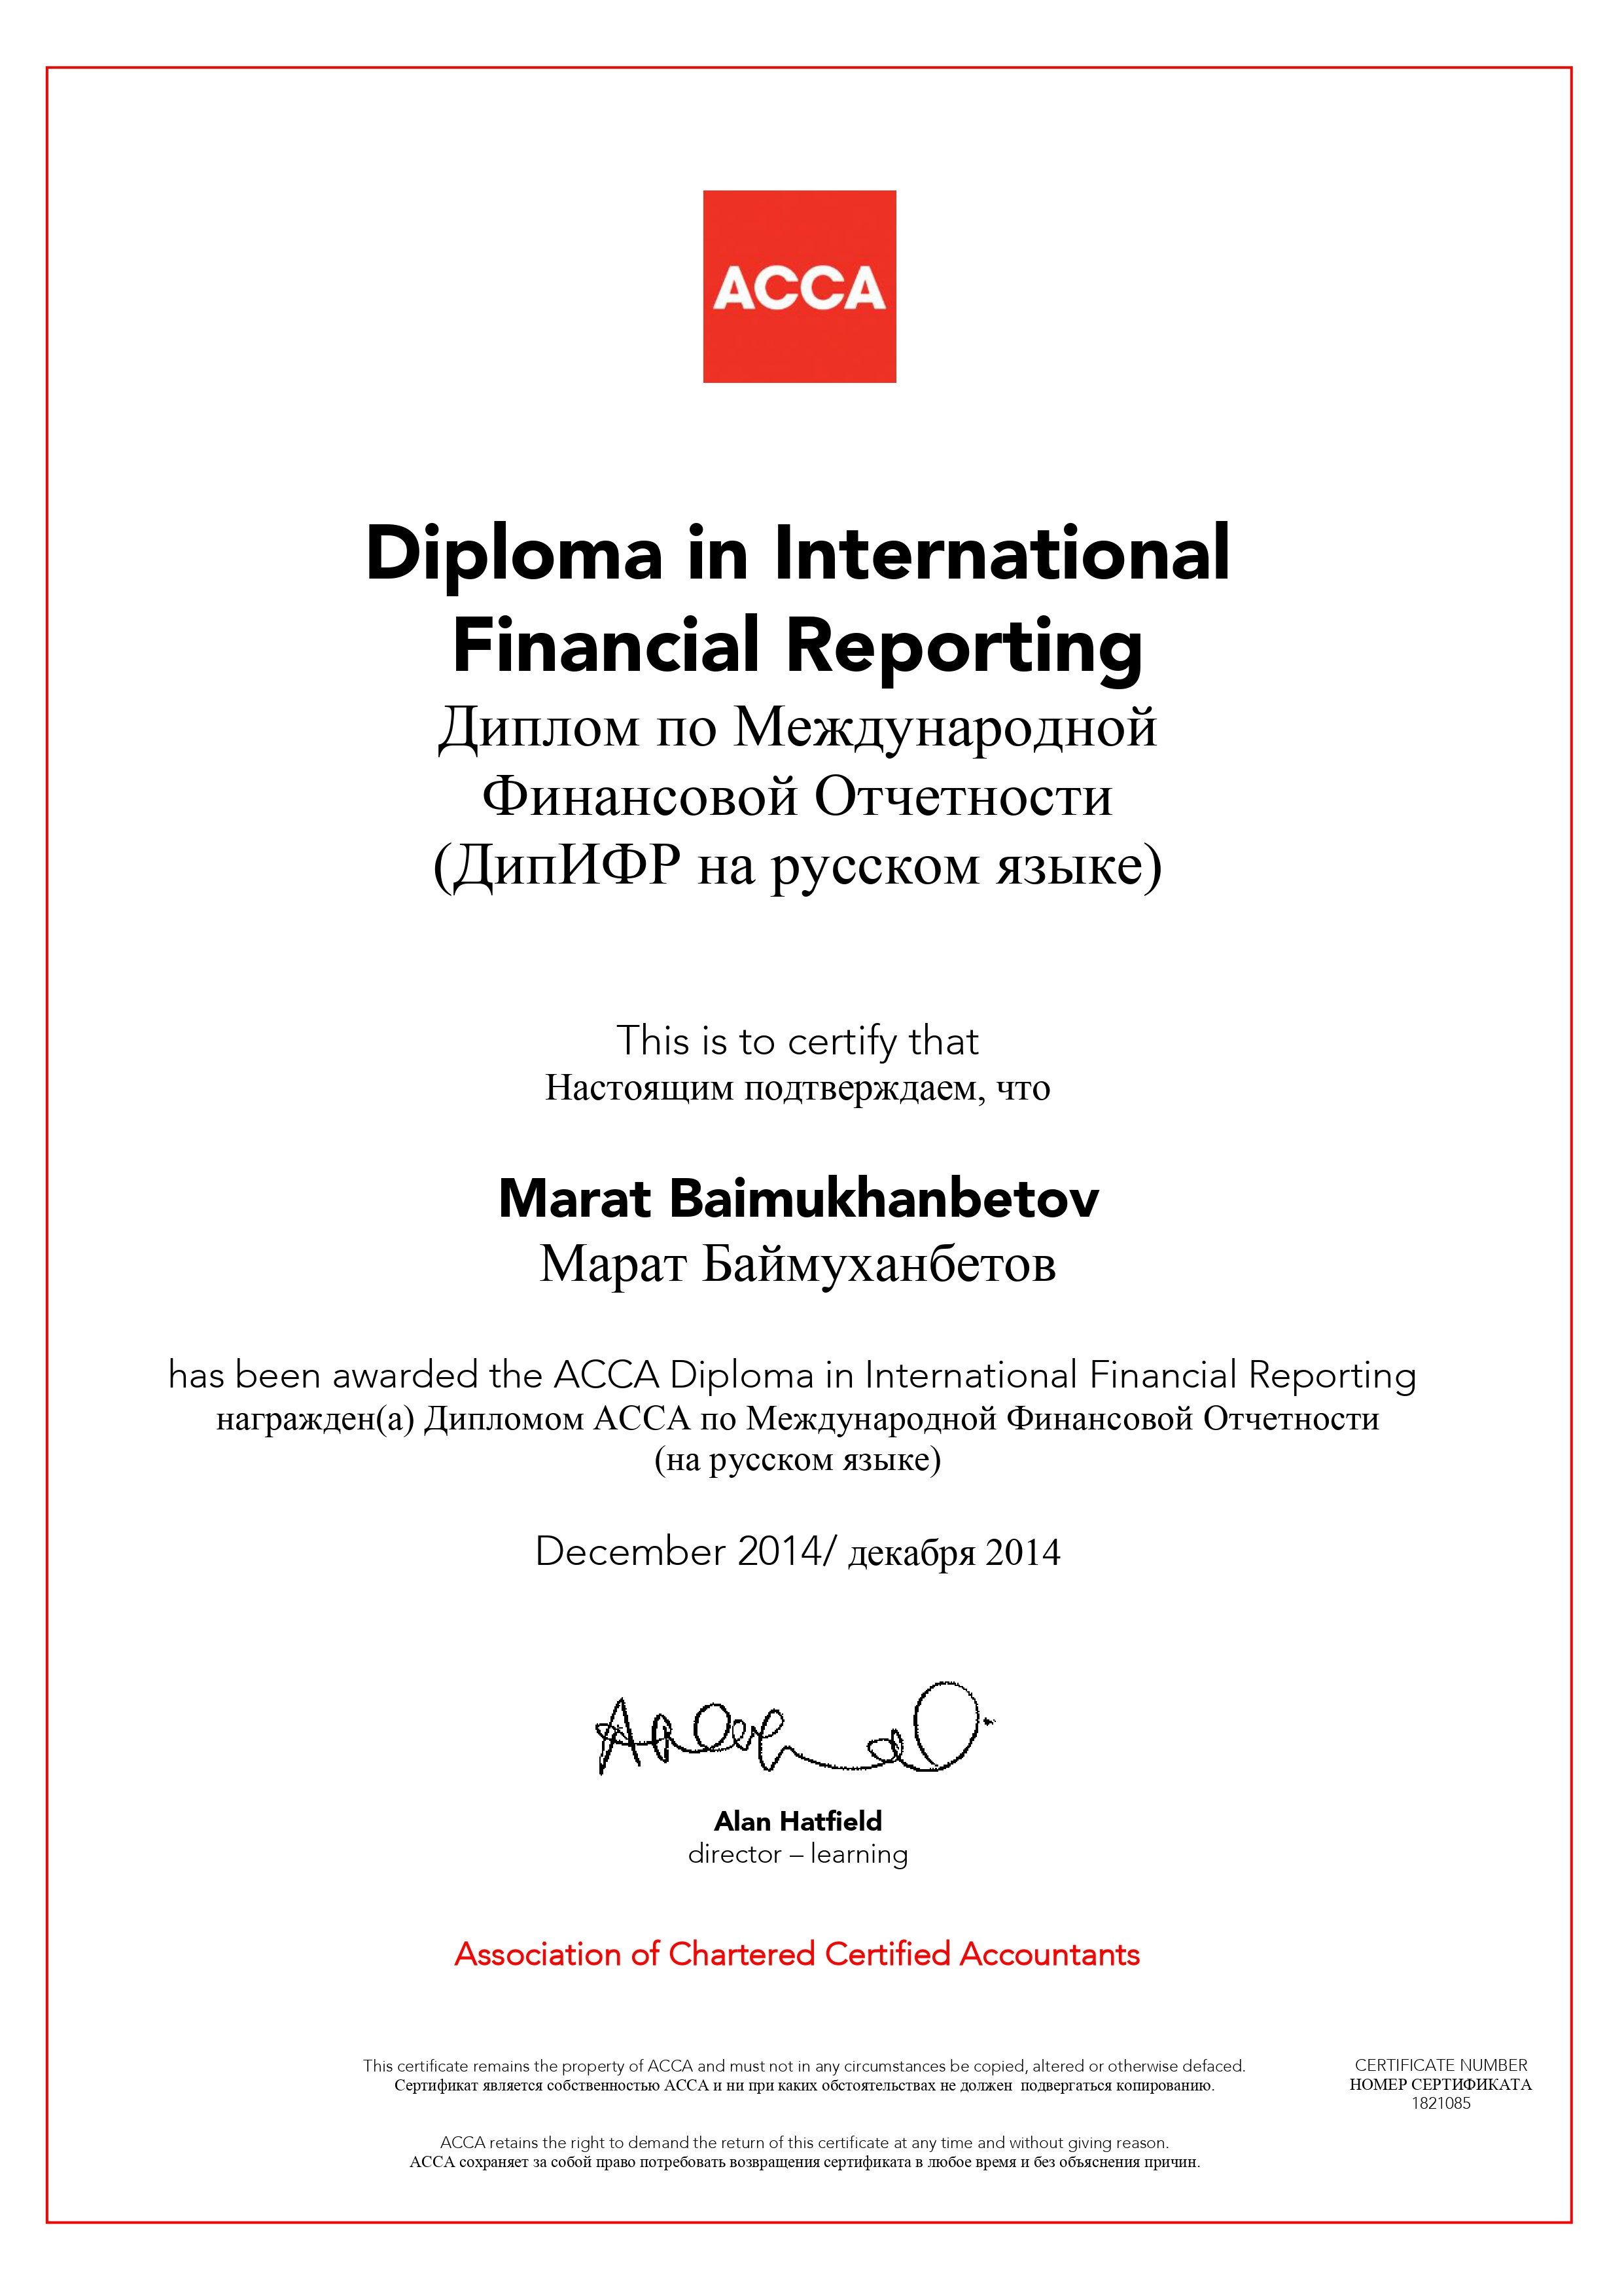 ACCA
Diploma in International
Financial Reporting
Диплом по Международной
Финансовой Отчетности
(ДипИФР на русском языке)
This is to certify that
Настоящим подтверждаем, что
Marat Baimukhanbetov
Марат Баймуханбетов
has been awarded the ACCA Diploma in International Financial Reporting
награжден(а) Дипломом АССА по Международной Финансовой Отчетности
(на русском языке)
December 2014/ декабря 2014
Alan Hatfield
director – learning
Association of Chartered Certified Accountants
This certificate remains the property of ACCA and must not in any circumstances be copied, altered or otherwise defaced.
Сертификат является собственностью АССА и ни при каких обстоятельствах не должен подвергаться копированию.
ACCA retains the right to demand the return of this certificate at any time and without giving reason.
АССА сохраняет за собой право потребовать возвращения сертификата в любое время и без объяснения причин.
CERTIFICATE NUMBER
НОМЕР СЕРТИФИКАТА
1821085